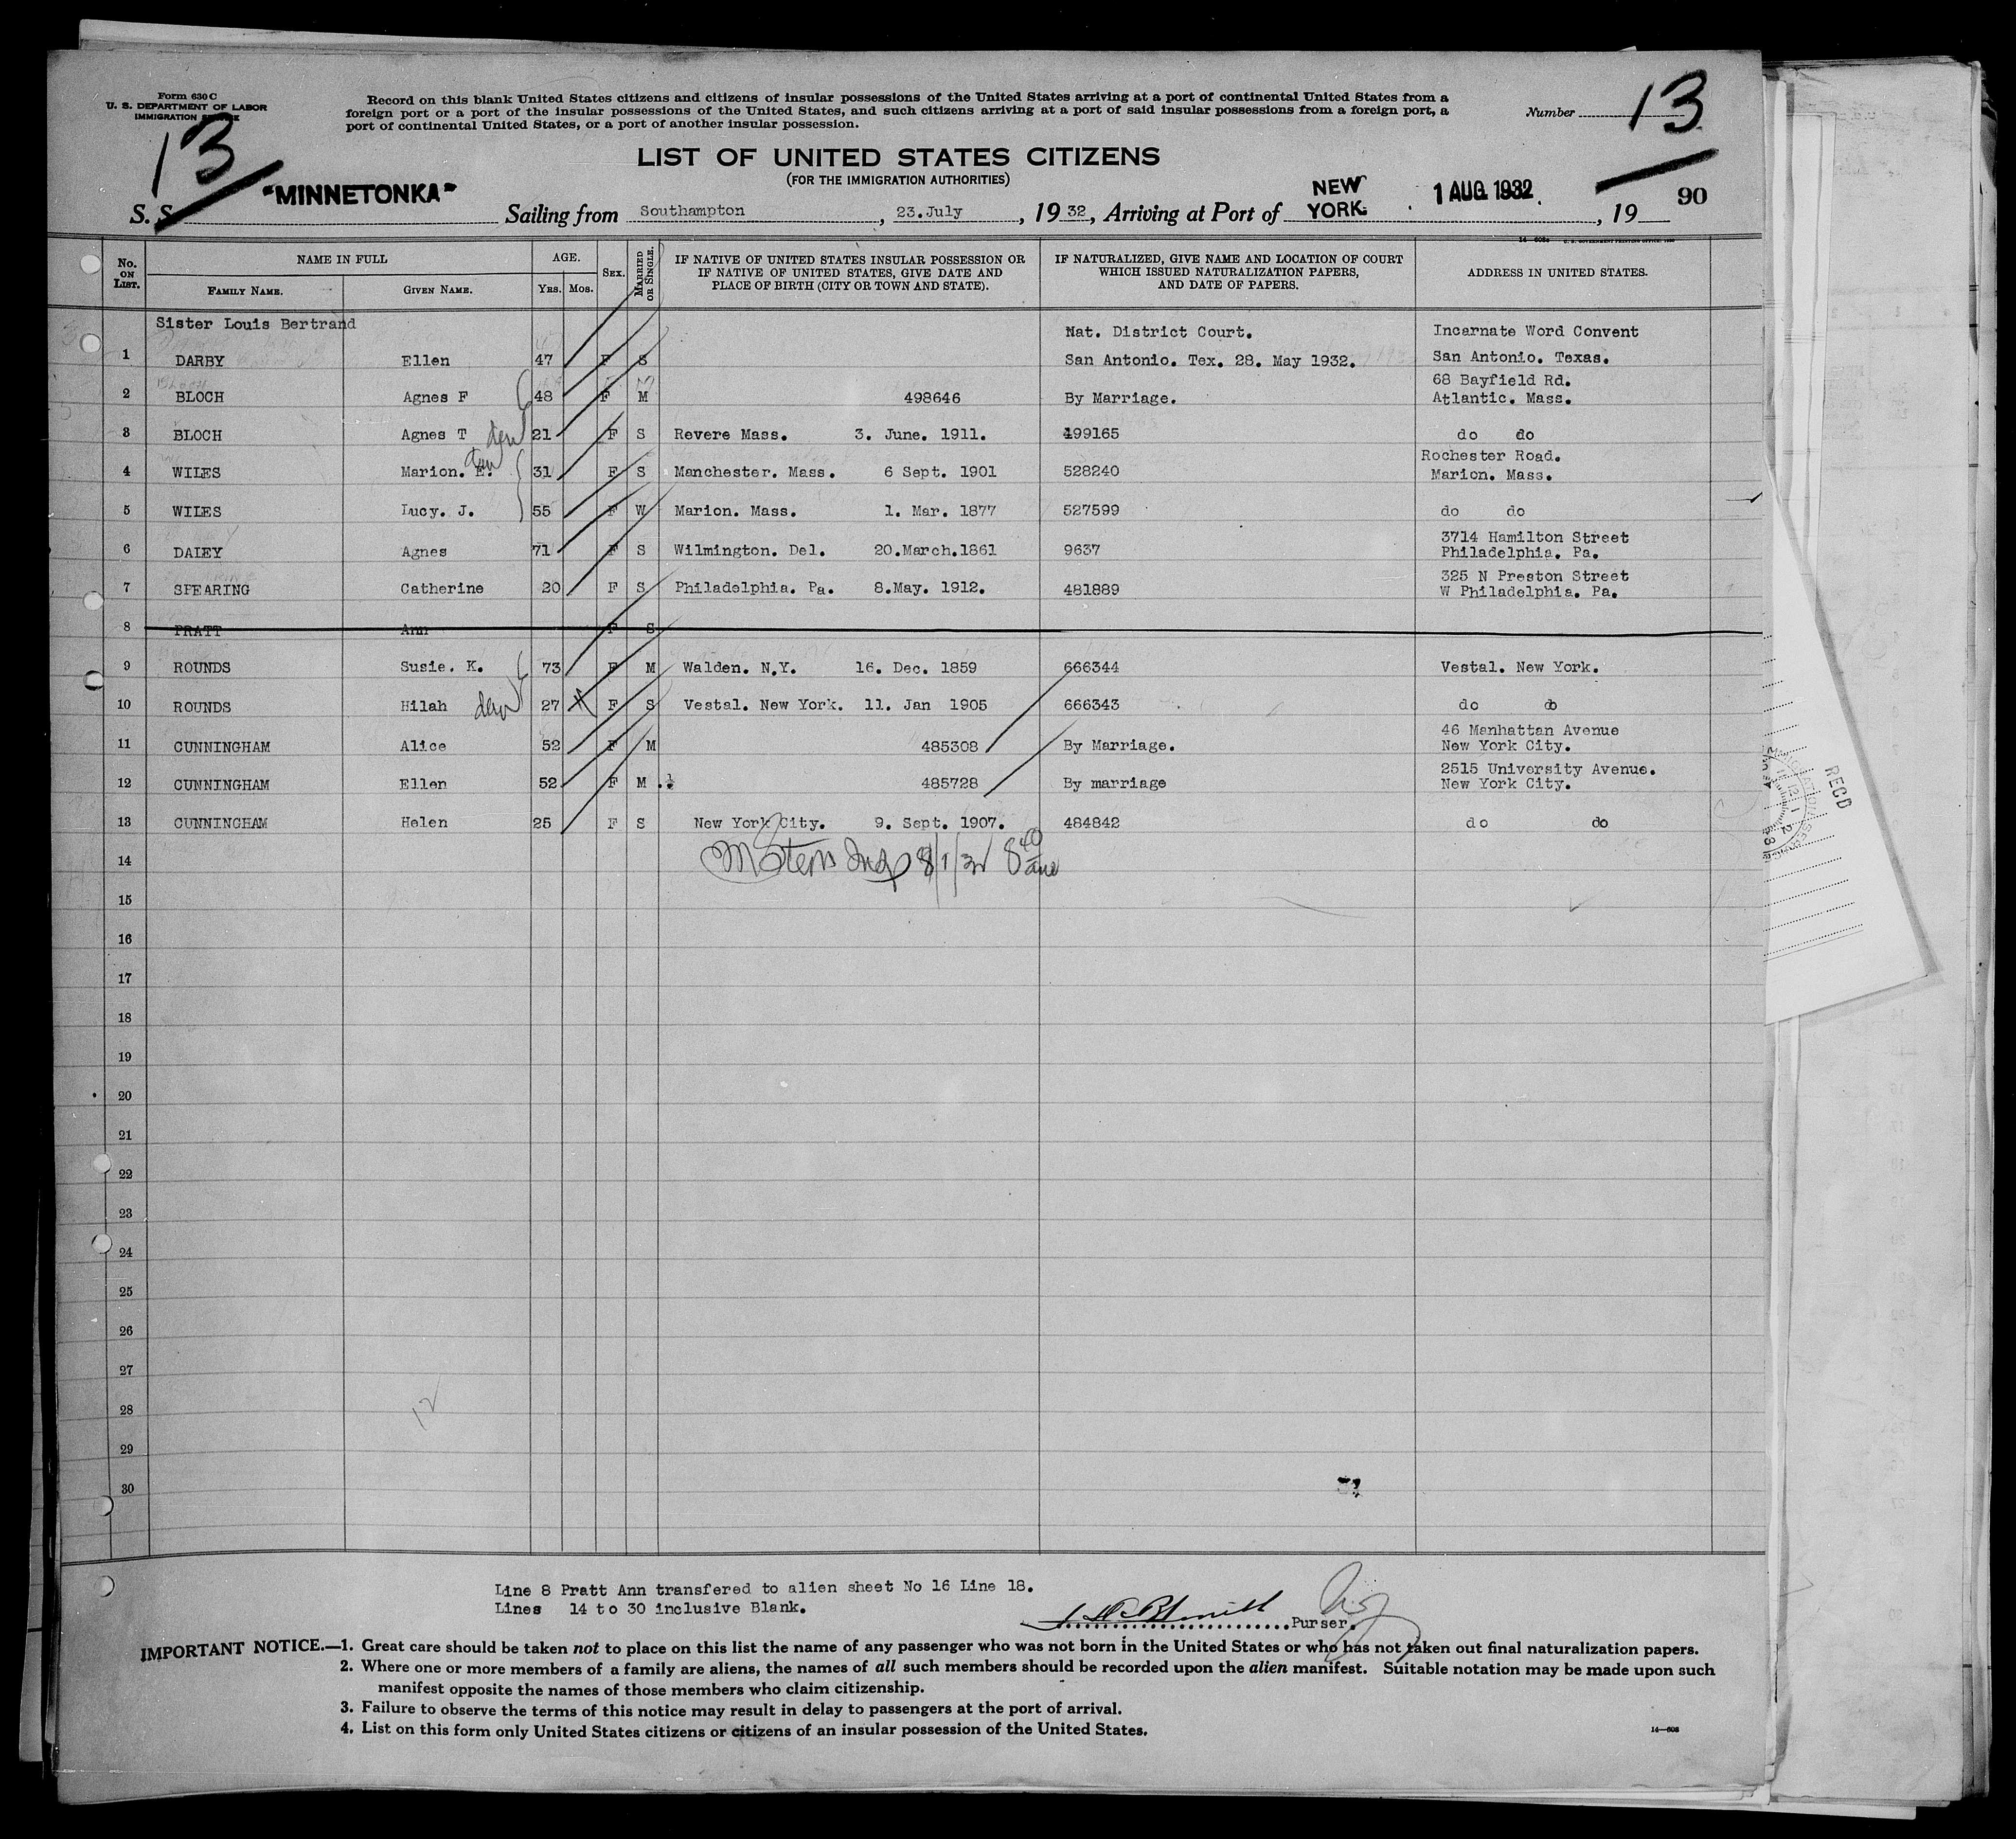 Form 630 C
U. S. DEPARTMENT OF LABOR
IMMIGRATION SERVICE
Record on this blank United States citizens and citizens of insular possessions of the United States arriving at a port of continental United States from a
foreign port or a port of the insular possessions of the United States, and such citizens arriving at a port of said insular possessions from a foreign port, a
port of continental United States, or a port of another insular possession.
Number 13
13
LIST OF UNITED STATES CITIZENS
(FOR THE IMMIGRATION AUTHORITIES)
S. S. "MINNETONKA" Sailing from Southampton, 23.July, 19 32, Arriving at Port of NEW YORK. 1 AUG 1932, 19 90
No. ON LIST. NAME IN FULL AGE. SEX. MARRIED OR SINGLE. IF NATIVE OF UNITED STATES INSULAR POSSESSION OR IF NATIVE OF UNITED STATES, GIVE DATE AND PLACE OF BIRTH (CITY OR TOWN AND STATE). IF NATURALIZED, GIVE NAME AND LOCATION OF COURT WHICH ISSUED NATURALIZATION PAPERS, AND DATE OF PAPERS. ADDRESS IN UNITED STATES.
FAMILY NAME. GIVEN NAME. YRS. MOS.
Sister Louis Bertrand Nat. District Court. Incarnate Word Convent
1 DARBY Ellen 47 F S San Antonio. Tex. 28. May 1932. San Antonio. Texas.
68 Bayfield Rd.
2 BLOCH Agnes F 48 F M 498646 By Marriage. Atlantic. Mass.
3 BLOCH Agnes T 21 F S Revere Mass. 3. June. 1911. 499165 do do
Rochester Road.
4 WILES Marion. E. 31 F S Manchester. Mass. 6 Sept. 1901 528240 Marion. Mass.
5 WILES Lucy. J. 55 F W Marion. Mass. 1. Mar. 1877 527599 do do
3714 Hamilton Street
6 DALEY Agnes 71 F S Wilmington. Del. 20.March.1861 9637 Philadelphia. Pa.
325 N Preston Street
7 SPEARING Catherine 20 F S Philadelphia. Pa. 8.May. 1912. 481889 W Philadelphia. Pa.
8 PRATT Ann F S
9 ROUNDS Susie. K. 73 F M Walden. N.Y. 16. Dec. 1859 666344 Vestal. New York.
10 ROUNDS Hilah 27 F S Vestal. New York. 11. Jan 1905 666343 do do
46 Manhattan Avenue
11 CUNNINGHAM Alice 52 F M 485308 By Marriage. New York City.
2515 University Avenue.
12 CUNNINGHAM Ellen 52 F M 485728 By marriage New York City.
13 CUNNINGHAM Helen 25 F S New York City. 9. Sept. 1907. 484842 do do
14 8/1/32 8 40
15
16
17
18
19
20
21
22
23
24
25
26
27
28
12
29
30
RECD
Line 8 Pratt Ann transfered to alien sheet No 16 Line 18.
Lines 14 to 30 inclusive Blank.
Purser.
IMPORTANT NOTICE.—1. Great care should be taken not to place on this list the name of any passenger who was not born in the United States or who has not taken out final naturalization papers.
2. Where one or more members of a family are aliens, the names of all such members should be recorded upon the alien manifest. Suitable notation may be made upon such
manifest opposite the names of those members who claim citizenship.
3. Failure to observe the terms of this notice may result in delay to passengers at the port of arrival.
4. List on this form only United States citizens or citizens of an insular possession of the United States.
14—608